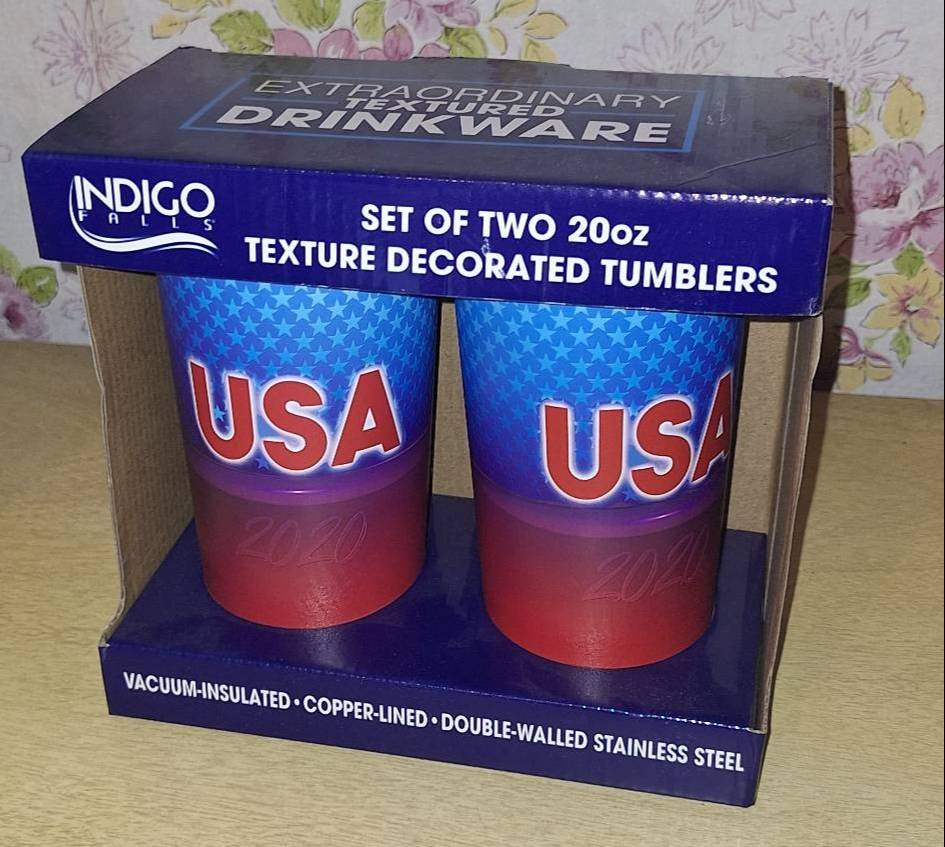 EXTRAORDINARY
TEXTURED
DRINKWARE
INDIGO
FALLS
SET OF TWO 20oz
TEXTURE DECORATED TUMBLERS
USA
2020
USA
2020
VACUUM-INSULATED • COPPER-LINED • DOUBLE-WALLED STAINLESS STEEL